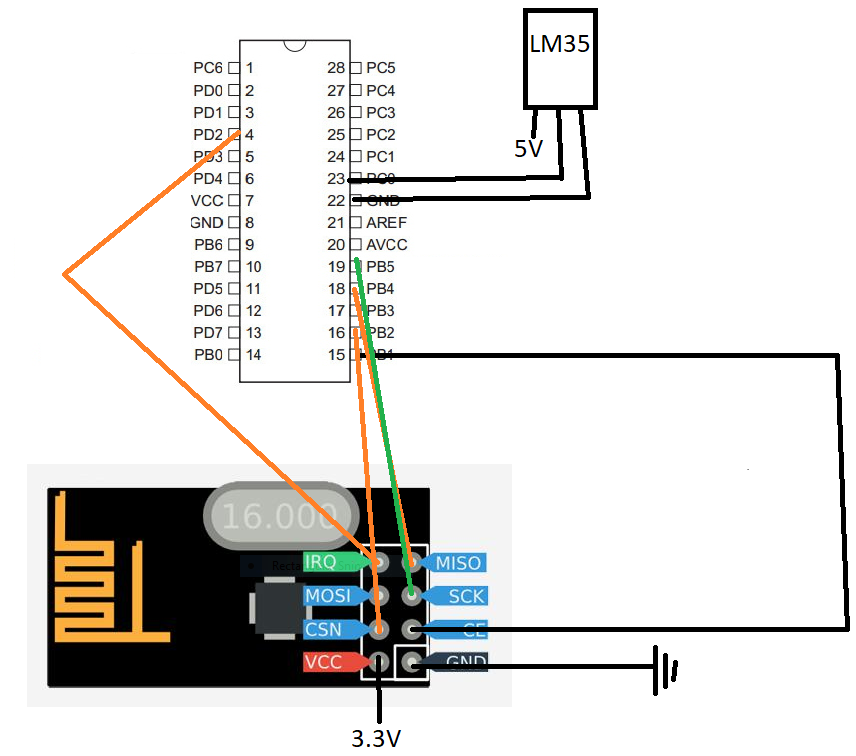 LM35
5V
PC6 1 28 PC5
PD0 2 27 PC4
PD1 3 26 PC3
PD2 4 25 PC2
PD3 5 24 PC1
PD4 6 23 PC0
VCC 7 22 GND
GND 8 21 AREF
PB6 9 20 AVCC
PB7 10 19 PB5
PD5 11 18 PB4
PD6 12 17 PB3
PD7 13 16 PB2
PB0 14 15 PB1
16.000
IRQ MISO
MOSI SCK
CSN CE
VCC GND
3.3V